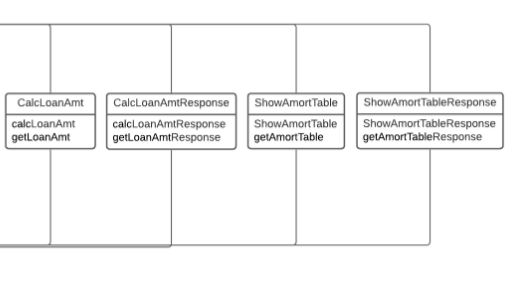 CalcLoanAmt
calcLoanAmt
getLoanAmt
CalcLoanAmtResponse
calcLoanAmtResponse
getLoanAmtResponse
ShowAmortTable
ShowAmortTable
getAmortTable
ShowAmortTableResponse
ShowAmortTableResponse
getAmortTableResponse